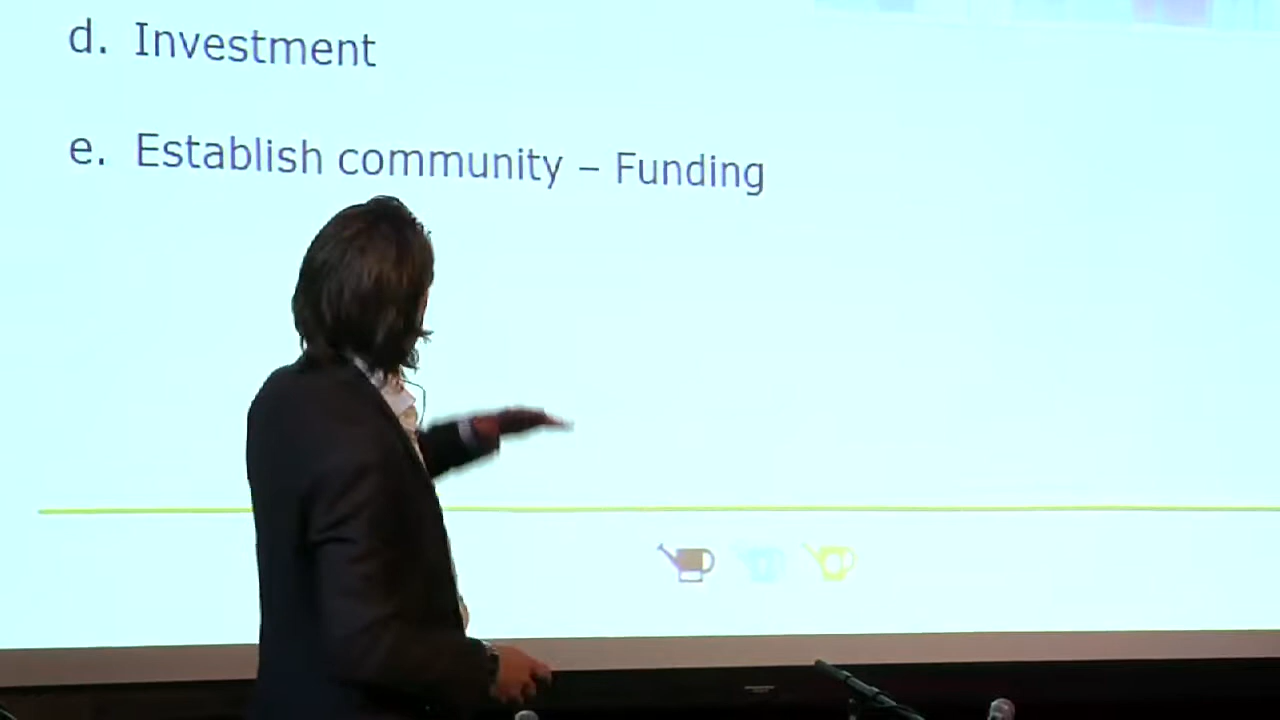 d. Investment
e. Establish community – Funding